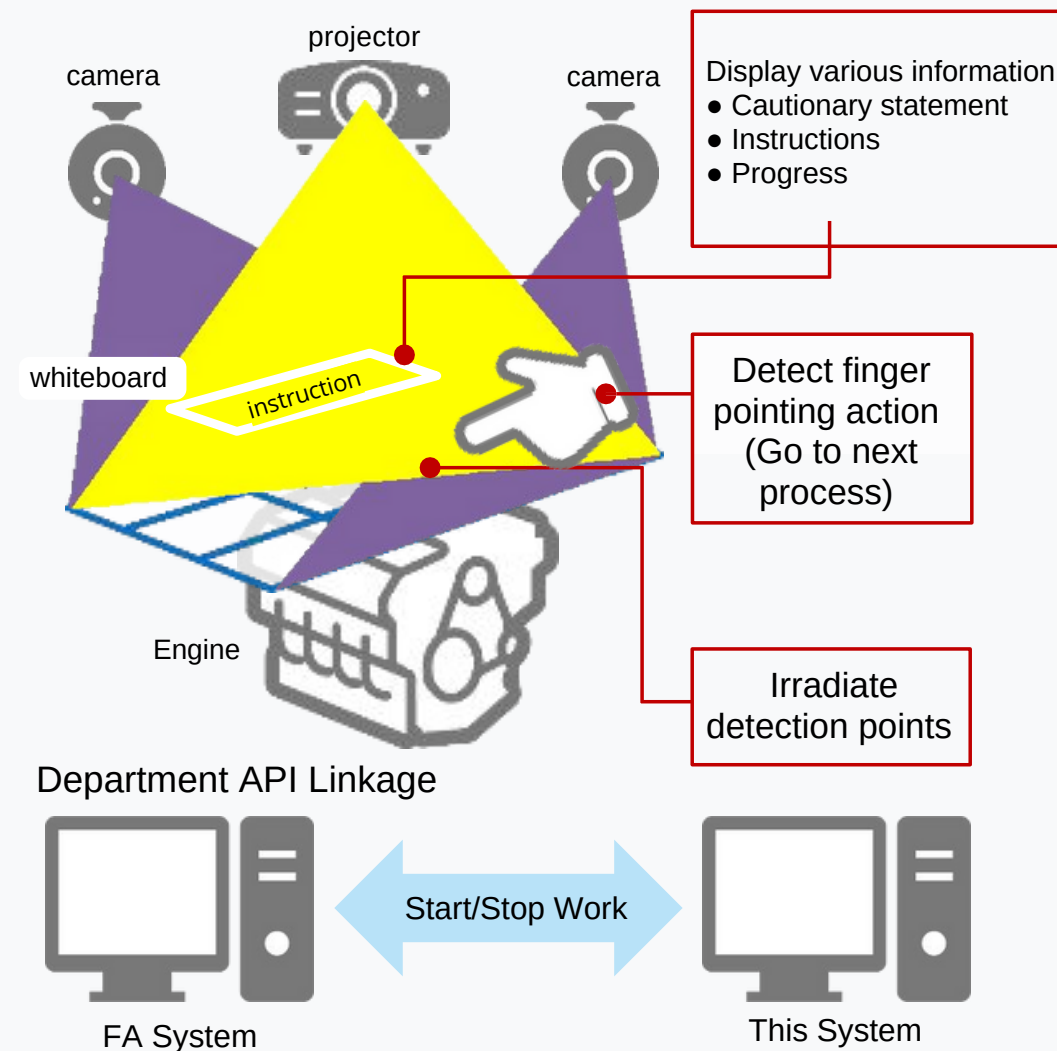 projector
camera
camera
Display various information
● Cautionary statement
● Instructions
● Progress
whiteboard
instruction
Detect finger
pointing action
(Go to next
process)
Engine
Irradiate
detection points
Department API Linkage
Start/Stop Work
FA System
This System